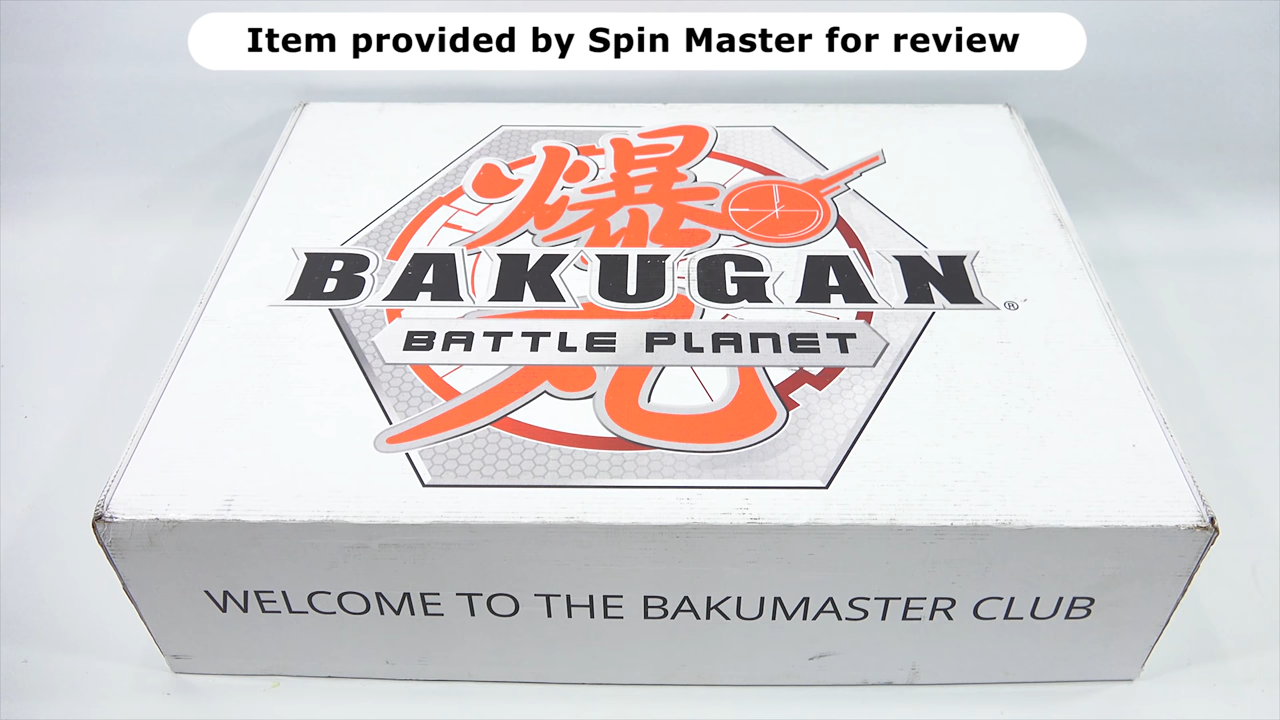 Item provided by Spin Master for review
爆
BAKUGAN®
BATTLE PLANET
丸
WELCOME TO THE BAKUMASTER CLUB